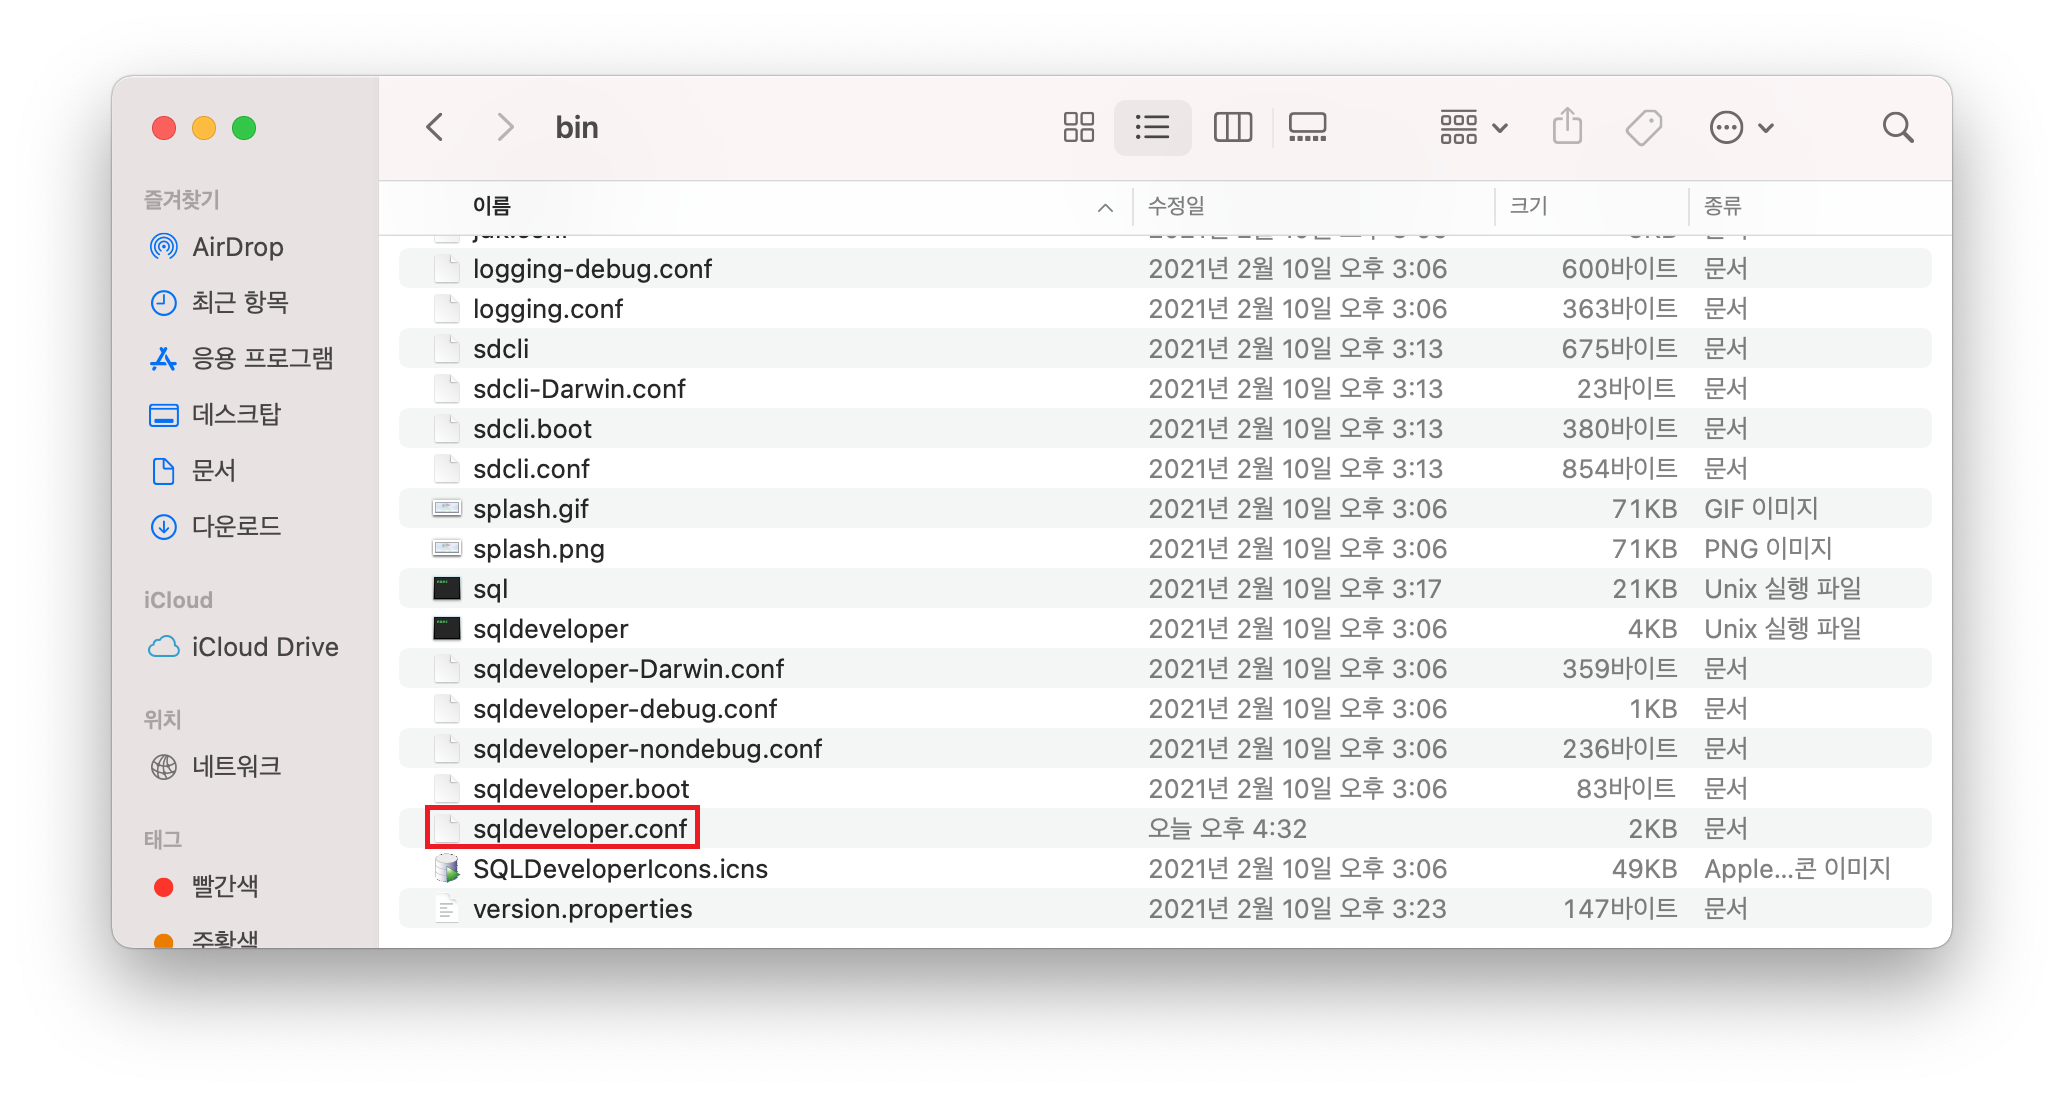 bin
즐겨찾기
AirDrop
최근 항목
응용 프로그램
데스크탑
문서
다운로드
iCloud
iCloud Drive
위치
네트워크
태그
빨간색
주황색
이름 수정일 크기 종류
logging-debug.conf 2021년 2월 10일 오후 3:06 600바이트 문서
logging.conf 2021년 2월 10일 오후 3:06 363바이트 문서
sdcli 2021년 2월 10일 오후 3:13 675바이트 문서
sdcli-Darwin.conf 2021년 2월 10일 오후 3:13 23바이트 문서
sdcli.boot 2021년 2월 10일 오후 3:13 380바이트 문서
sdcli.conf 2021년 2월 10일 오후 3:13 854바이트 문서
splash.gif 2021년 2월 10일 오후 3:06 71KB GIF 이미지
splash.png 2021년 2월 10일 오후 3:06 71KB PNG 이미지
sql 2021년 2월 10일 오후 3:17 21KB Unix 실행 파일
sqldeveloper 2021년 2월 10일 오후 3:06 4KB Unix 실행 파일
sqldeveloper-Darwin.conf 2021년 2월 10일 오후 3:06 359바이트 문서
sqldeveloper-debug.conf 2021년 2월 10일 오후 3:06 1KB 문서
sqldeveloper-nondebug.conf 2021년 2월 10일 오후 3:06 236바이트 문서
sqldeveloper.boot 2021년 2월 10일 오후 3:06 83바이트 문서
sqldeveloper.conf 오늘 오후 4:32 2KB 문서
SQLDeveloperIcons.icns 2021년 2월 10일 오후 3:06 49KB Apple...콘 이미지
version.properties 2021년 2월 10일 오후 3:23 147바이트 문서